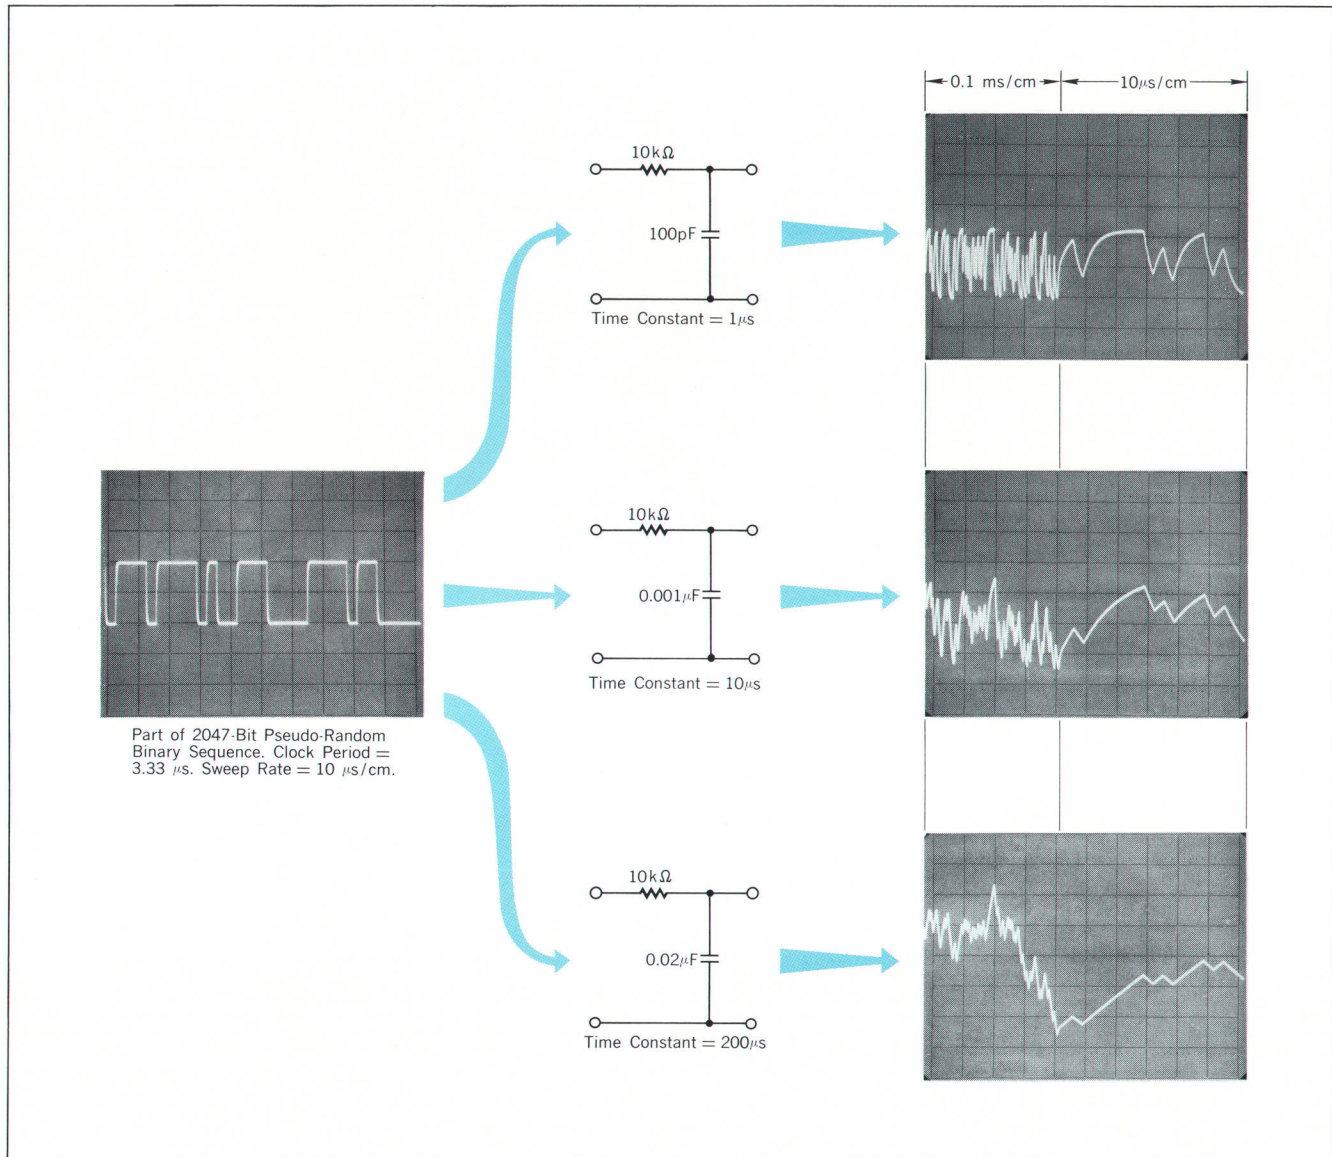 0.1 ms/cm
10μs/cm
10kΩ
100pF
Time Constant = 1μs
10kΩ
0.001μF
Time Constant = 10μs
Part of 2047-Bit Pseudo-Random
Binary Sequence. Clock Period =
3.33 μs. Sweep Rate = 10 μs/cm.
10kΩ
0.02μF
Time Constant = 200μs